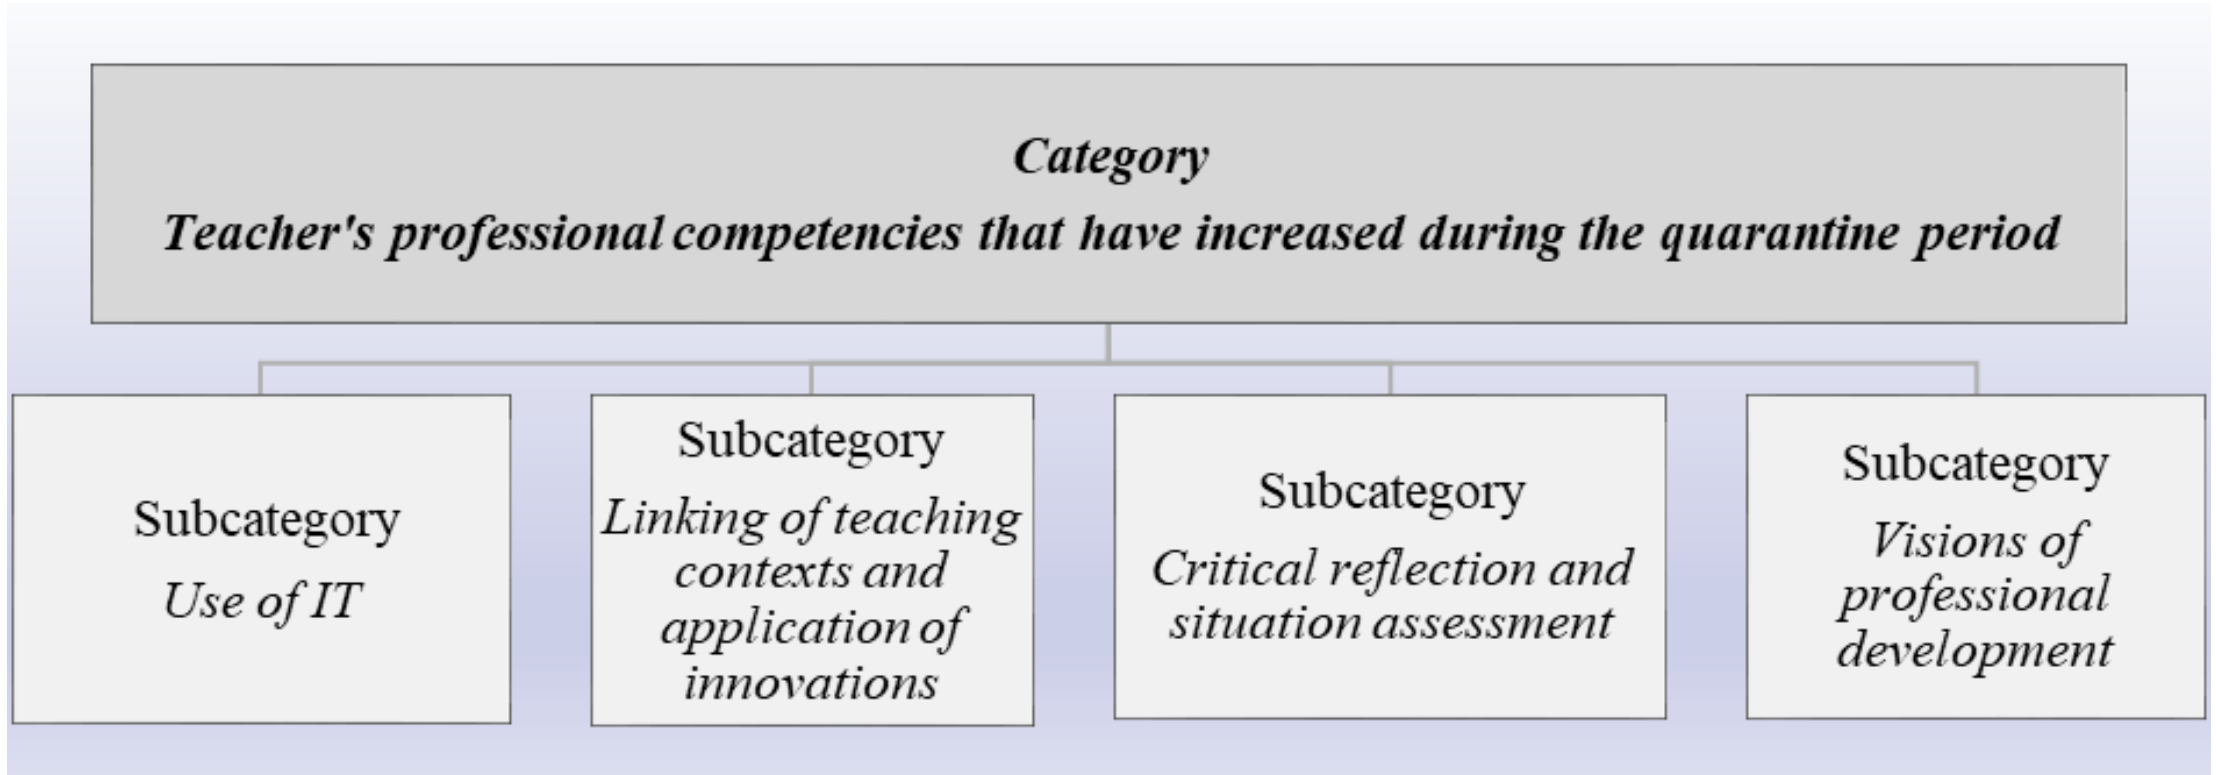 Category
Teacher's professional competencies that have increased during the quarantine period
Subcategory
Use of IT
Subcategory
Linking of teaching
contexts and
application of
innovations
Subcategory
Critical reflection and
situation assessment
Subcategory
Visions of
professional
development